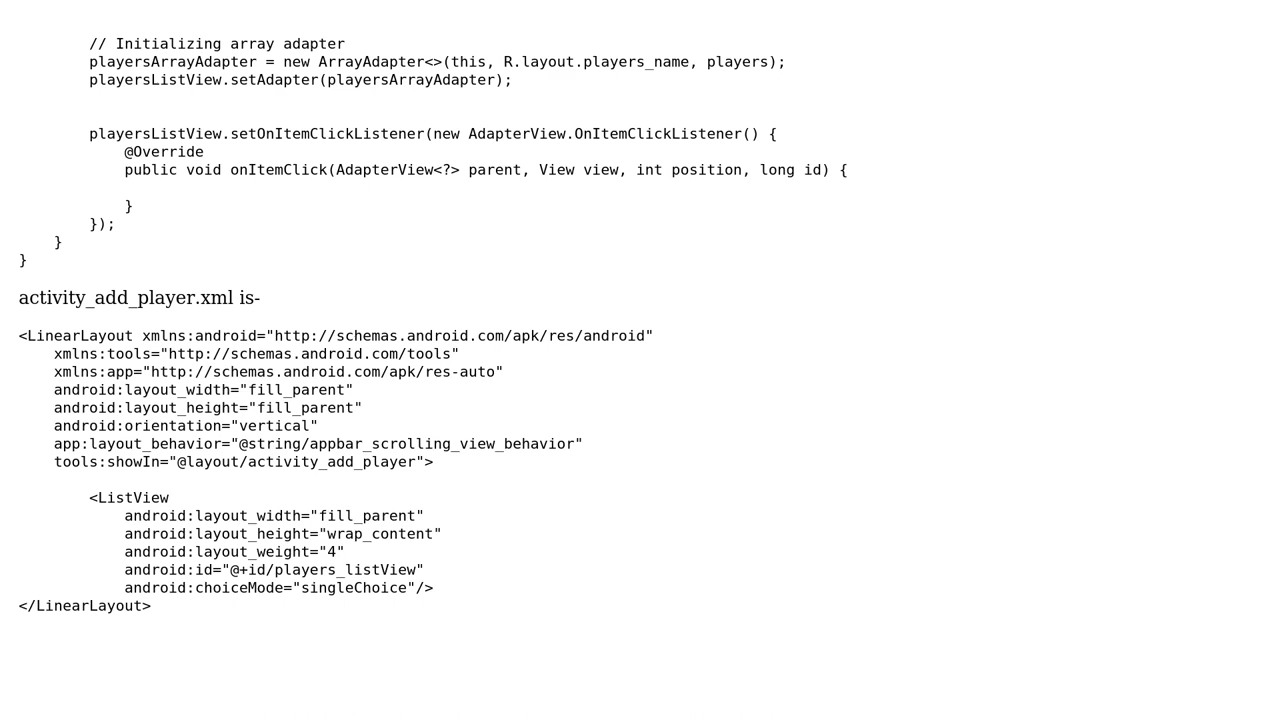 // Initializing array adapter
playersArrayAdapter = new ArrayAdapter<>(this, R.layout.players_name, players);
playersListView.setAdapter(playersArrayAdapter);
playersListView.setOnItemClickListener(new AdapterView.OnItemClickListener() {
@Override
public void onItemClick(AdapterView<?> parent, View view, int position, long id) {
}
});
}
}
activity_add_player.xml is-
<LinearLayout xmlns:android="http://schemas.android.com/apk/res/android"
xmlns:tools="http://schemas.android.com/tools"
xmlns:app="http://schemas.android.com/apk/res-auto"
android:layout_width="fill_parent"
android:layout_height="fill_parent"
android:orientation="vertical"
app:layout_behavior="@string/appbar_scrolling_view_behavior"
tools:showIn="@layout/activity_add_player">
<ListView
android:layout_width="fill_parent"
android:layout_height="wrap_content"
android:layout_weight="4"
android:id="@+id/players_listView"
android:choiceMode="singleChoice"/>
</LinearLayout>